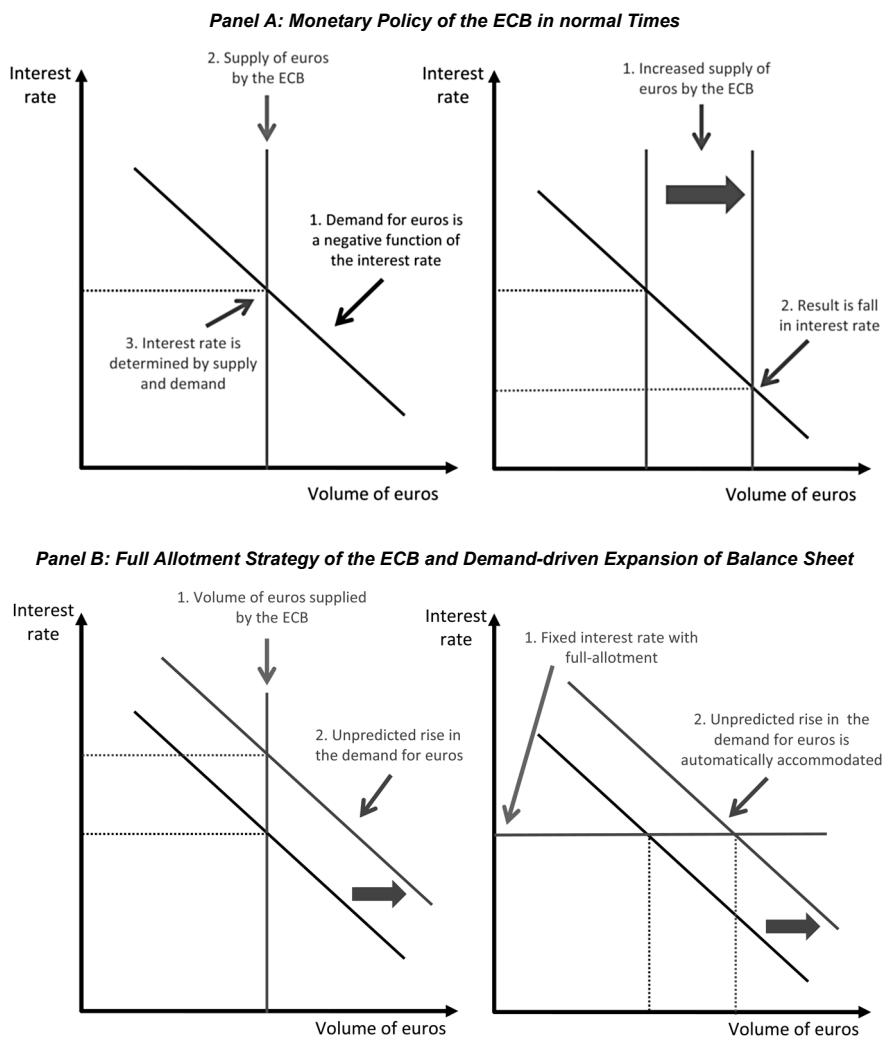 Panel A: Monetary Policy of the ECB in normal Times
Interest
rate
2. Supply of euros
by the ECB
1. Demand for euros is
a negative function of
the interest rate
3. Interest rate is
determined by supply
and demand
Volume of euros
Interest
rate
1. Increased supply of
euros by the ECB
2. Result is fall
in interest rate
Volume of euros
Panel B: Full Allotment Strategy of the ECB and Demand-driven Expansion of Balance Sheet
Interest
rate
1. Volume of euros supplied
by the ECB
2. Unpredicted rise in
the demand for euros
Volume of euros
Interest
rate
1. Fixed interest rate with
full-allotment
2. Unpredicted rise in the
demand for euros is
automatically accommodated
Volume of euros